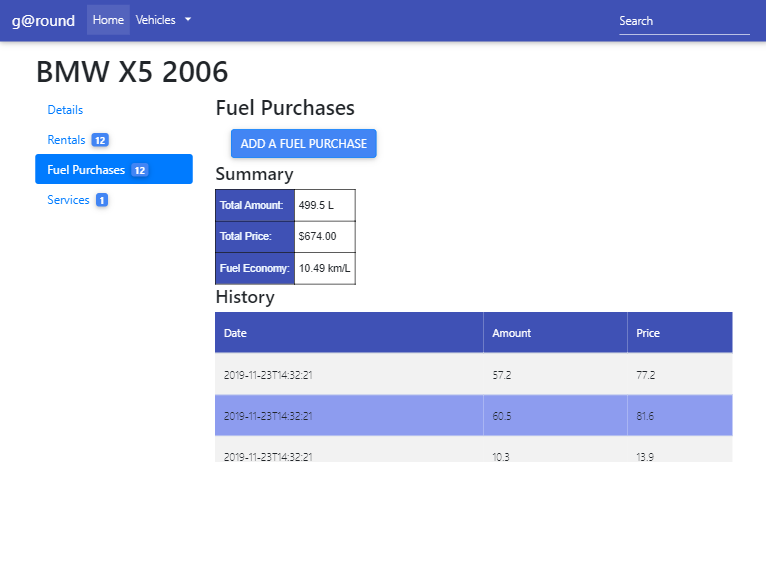 g@round Home Vehicles Search
BMW X5 2006
Details
Rentals 12
Fuel Purchases 12
Services 1
Fuel Purchases
ADD A FUEL PURCHASE
Summary
Total Amount: 499.5 L
Total Price: $674.00
Fuel Economy: 10.49 km/L
History
Date Amount Price
2019-11-23T14:32:21 57.2 77.2
2019-11-23T14:32:21 60.5 81.6
2019-11-23T14:32:21 10.3 13.9